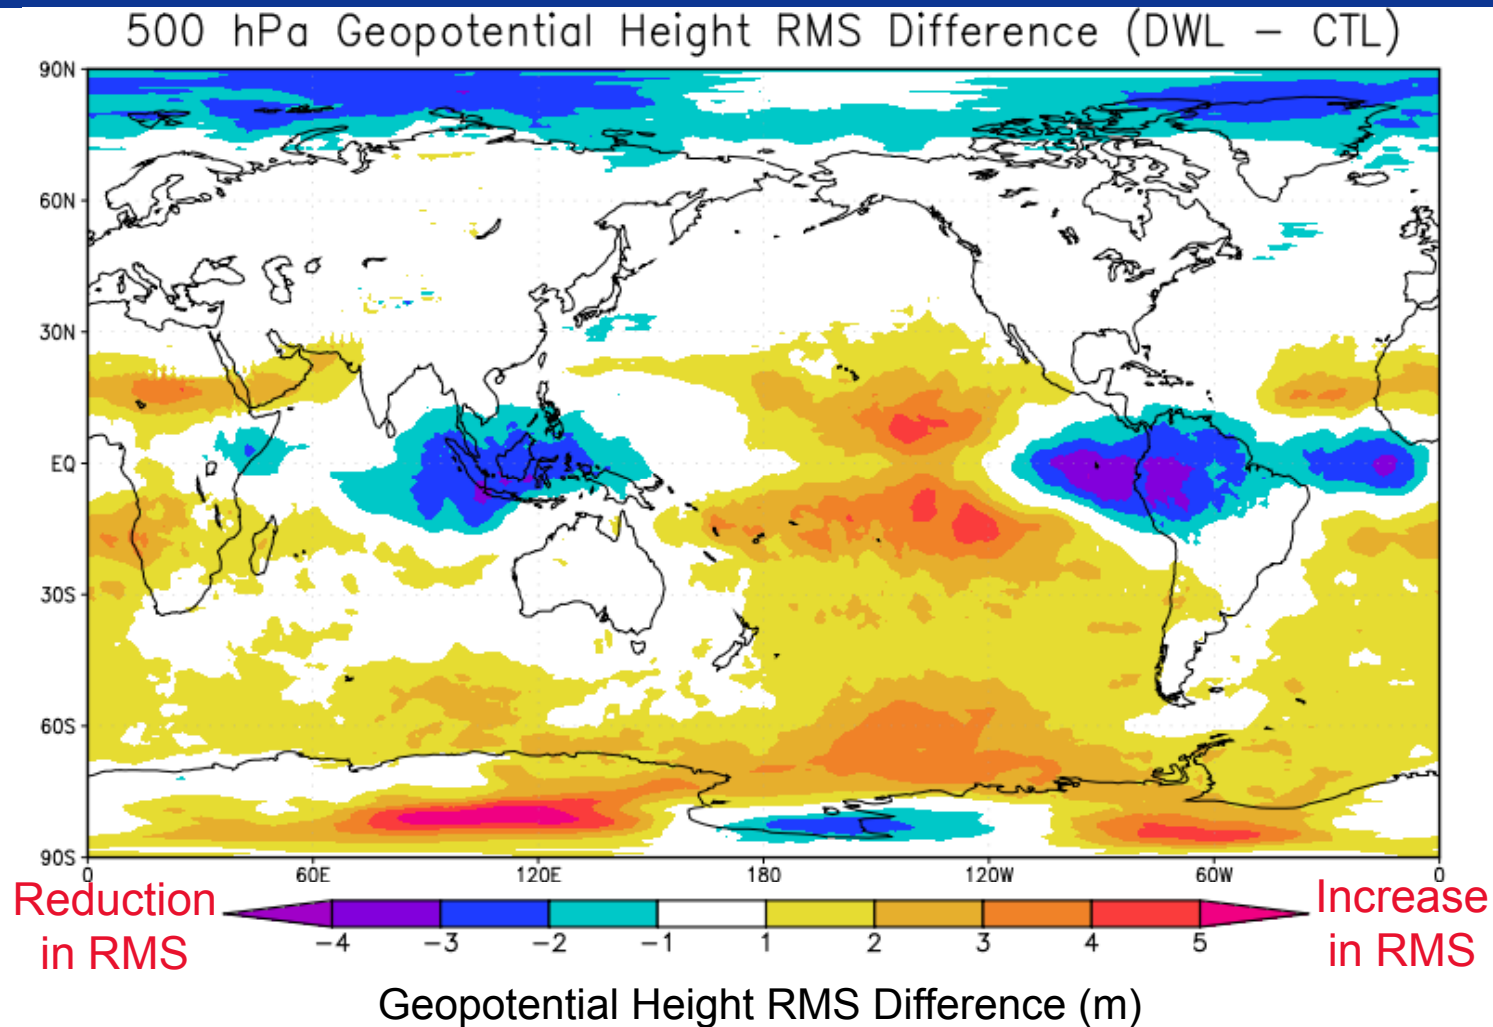 500 hPa Geopotential Height RMS Difference (DWL − CTL)
90N
60N
30N
EQ
30S
60S
90S
0 60E 120E 180 120W 60W 0
Reduction
in RMS
−4 −3 −2 −1 1 2 3 4 5
Increase
in RMS
Geopotential Height RMS Difference (m)